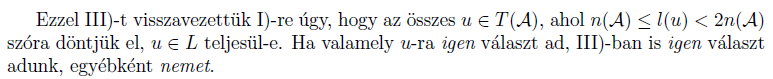 Ezzel III)-t visszavezettük I)-re úgy, hogy az összes u ∈ T(𝒜), ahol n(𝒜) ≤ l(u) < 2n(𝒜)
szóra döntjük el, u ∈ L teljesül-e. Ha valamely u-ra igen választ ad, III)-ban is igen választ
adunk, egyébként nemet.